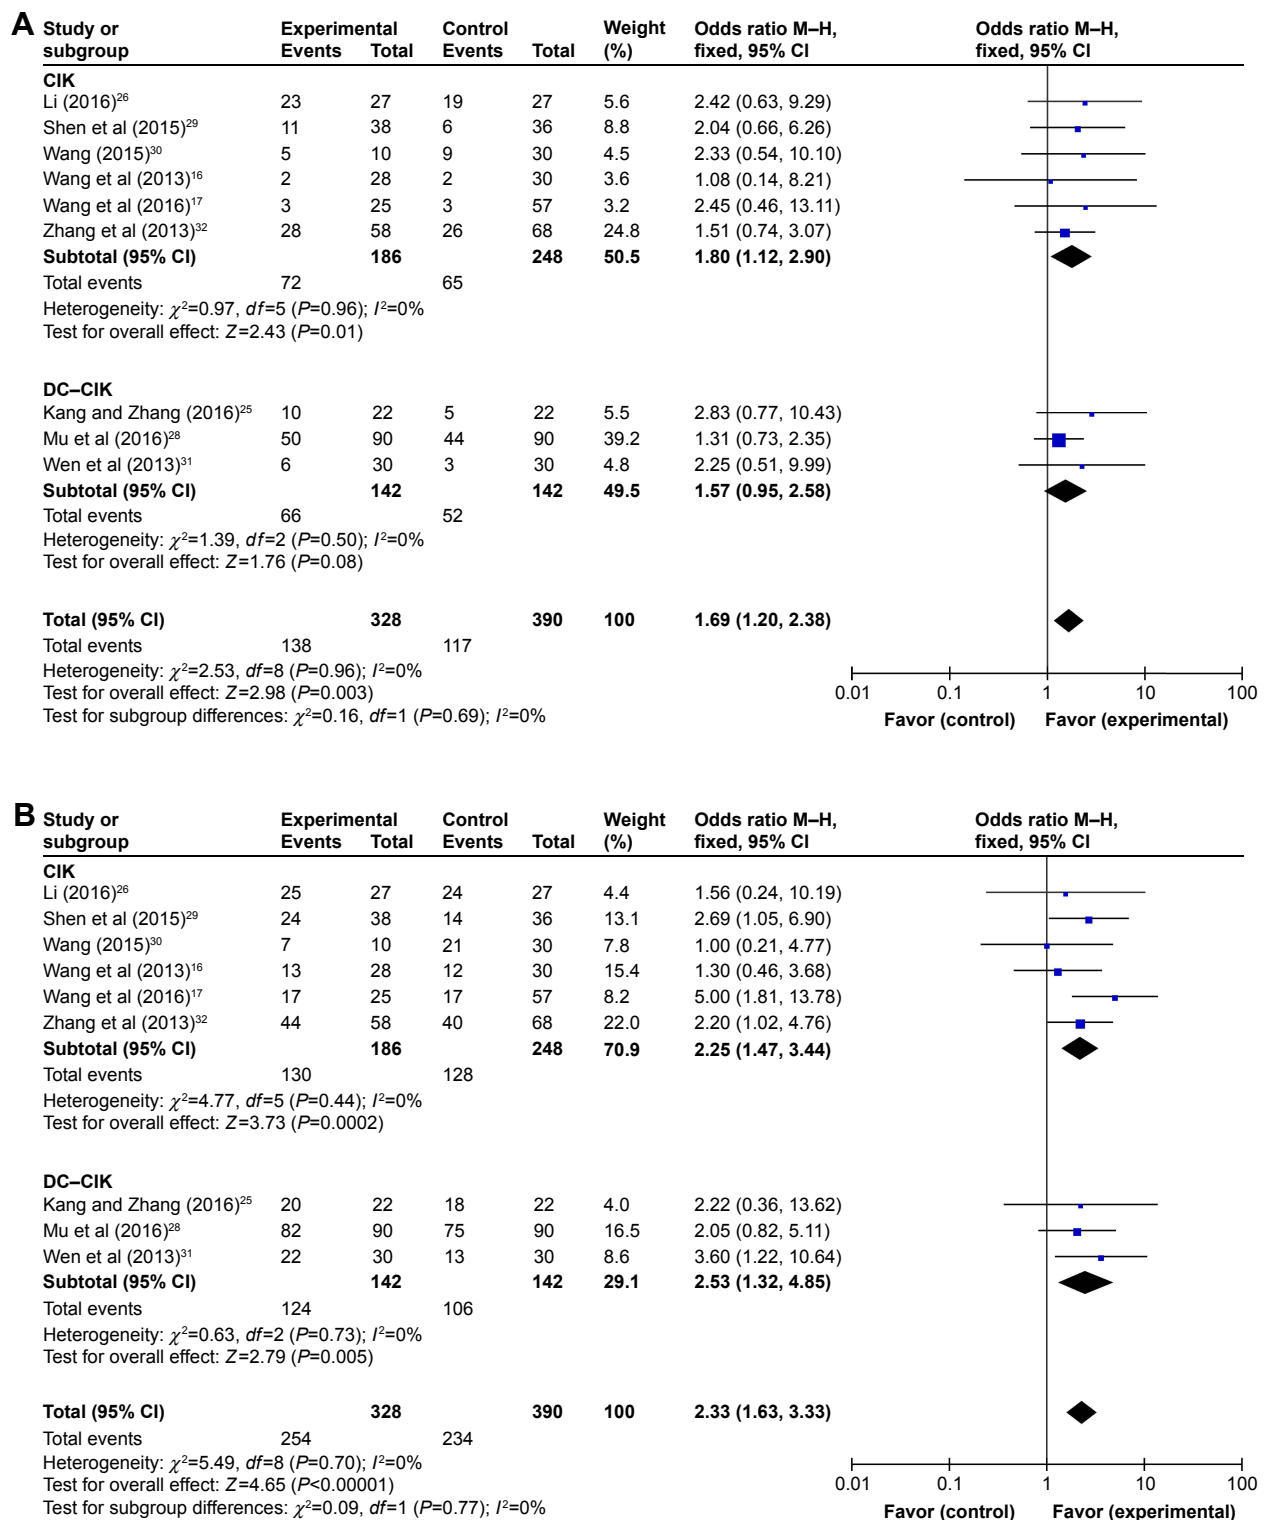 A Study or subgroup Experimental Events Total Control Events Total Weight (%) Odds ratio M–H, fixed, 95% CI Odds ratio M–H, fixed, 95% CI
CIK
Li (2016)26 23 27 19 27 5.6 2.42 (0.63, 9.29)
Shen et al (2015)29 11 38 6 36 8.8 2.04 (0.66, 6.26)
Wang (2015)30 5 10 9 30 4.5 2.33 (0.54, 10.10)
Wang et al (2013)16 2 28 2 30 3.6 1.08 (0.14, 8.21)
Wang et al (2016)17 3 25 3 57 3.2 2.45 (0.46, 13.11)
Zhang et al (2013)32 28 58 26 68 24.8 1.51 (0.74, 3.07)
Subtotal (95% CI) 186 248 50.5 1.80 (1.12, 2.90)
Total events 72 65
Heterogeneity: χ2=0.97, df=5 (P=0.96); I2=0%
Test for overall effect: Z=2.43 (P=0.01)
DC–CIK
Kang and Zhang (2016)25 10 22 5 22 5.5 2.83 (0.77, 10.43)
Mu et al (2016)28 50 90 44 90 39.2 1.31 (0.73, 2.35)
Wen et al (2013)31 6 30 3 30 4.8 2.25 (0.51, 9.99)
Subtotal (95% CI) 142 142 49.5 1.57 (0.95, 2.58)
Total events 66 52
Heterogeneity: χ2=1.39, df=2 (P=0.50); I2=0%
Test for overall effect: Z=1.76 (P=0.08)
Total (95% CI) 328 390 100 1.69 (1.20, 2.38)
Total events 138 117
Heterogeneity: χ2=2.53, df=8 (P=0.96); I2=0%
Test for overall effect: Z=2.98 (P=0.003)
Test for subgroup differences: χ2=0.16, df=1 (P=0.69); I2=0%
0.01 0.1 1 10 100
Favor (control) Favor (experimental)
B Study or subgroup Experimental Events Total Control Events Total Weight (%) Odds ratio M–H, fixed, 95% CI Odds ratio M–H, fixed, 95% CI
CIK
Li (2016)26 25 27 24 27 4.4 1.56 (0.24, 10.19)
Shen et al (2015)29 24 38 14 36 13.1 2.69 (1.05, 6.90)
Wang (2015)30 7 10 21 30 7.8 1.00 (0.21, 4.77)
Wang et al (2013)16 13 28 12 30 15.4 1.30 (0.46, 3.68)
Wang et al (2016)17 17 25 17 57 8.2 5.00 (1.81, 13.78)
Zhang et al (2013)32 44 58 40 68 22.0 2.20 (1.02, 4.76)
Subtotal (95% CI) 186 248 70.9 2.25 (1.47, 3.44)
Total events 130 128
Heterogeneity: χ2=4.77, df=5 (P=0.44); I2=0%
Test for overall effect: Z=3.73 (P=0.0002)
DC–CIK
Kang and Zhang (2016)25 20 22 18 22 4.0 2.22 (0.36, 13.62)
Mu et al (2016)28 82 90 75 90 16.5 2.05 (0.82, 5.11)
Wen et al (2013)31 22 30 13 30 8.6 3.60 (1.22, 10.64)
Subtotal (95% CI) 142 142 29.1 2.53 (1.32, 4.85)
Total events 124 106
Heterogeneity: χ2=0.63, df=2 (P=0.73); I2=0%
Test for overall effect: Z=2.79 (P=0.005)
Total (95% CI) 328 390 100 2.33 (1.63, 3.33)
Total events 254 234
Heterogeneity: χ2=5.49, df=8 (P=0.70); I2=0%
Test for overall effect: Z=4.65 (P<0.00001)
Test for subgroup differences: χ2=0.09, df=1 (P=0.77); I2=0%
0.01 0.1 1 10 100
Favor (control) Favor (experimental)